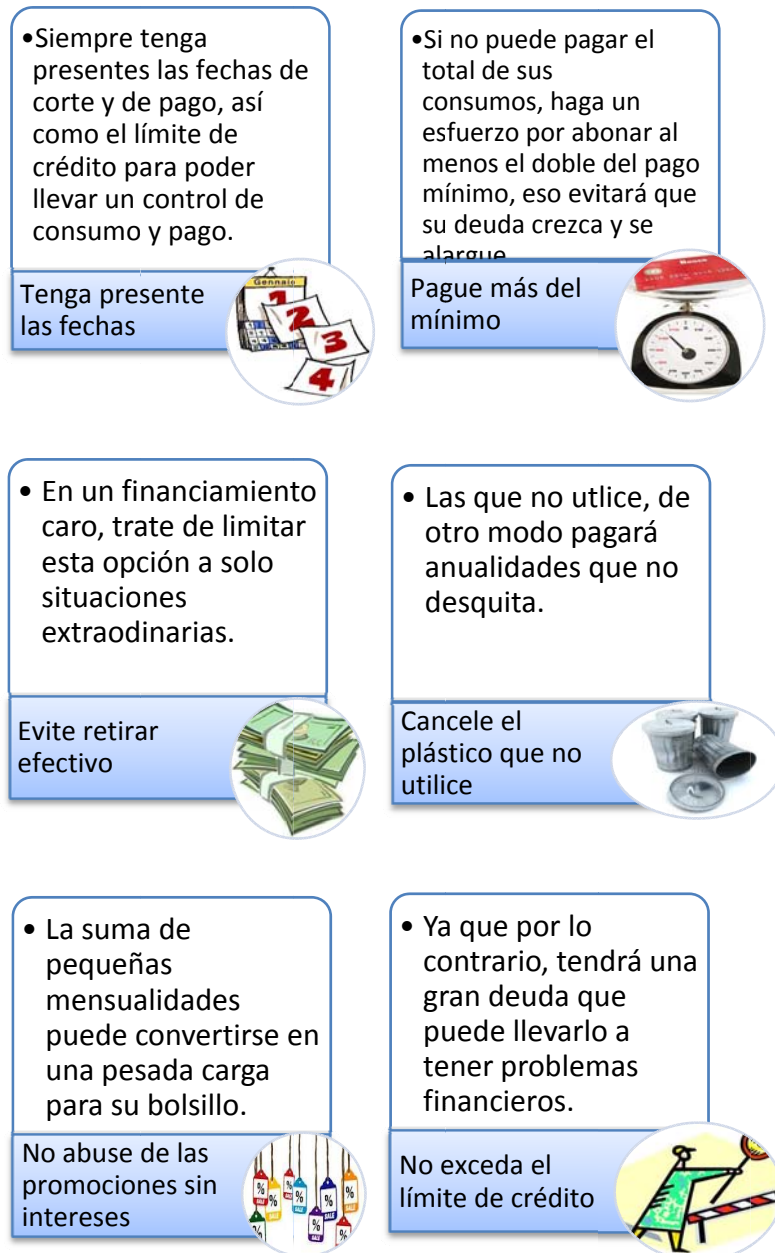 •Siempre tenga
presentes las fechas de
corte y de pago, así
como el límite de
crédito para poder
llevar un control de
consumo y pago.
Tenga presente
las fechas
Gennaio
1
2
3
4
•Si no puede pagar el
total de sus
consumos, haga un
esfuerzo por abonar al
menos el doble del pago
mínimo, eso evitará que
su deuda crezca y se
alargue
Pague más del
mínimo
• En un financiamiento
caro, trate de limitar
esta opción a solo
situaciones
extraodinarias.
Evite retirar
efectivo
• Las que no utlice, de
otro modo pagará
anualidades que no
desquita.
Cancele el
plástico que no
utilice
• La suma de
pequeñas
mensualidades
puede convertirse en
una pesada carga
para su bolsillo.
No abuse de las
promociones sin
intereses
• Ya que por lo
contrario, tendrá una
gran deuda que
puede llevarlo a
tener problemas
financieros.
No exceda el
límite de crédito